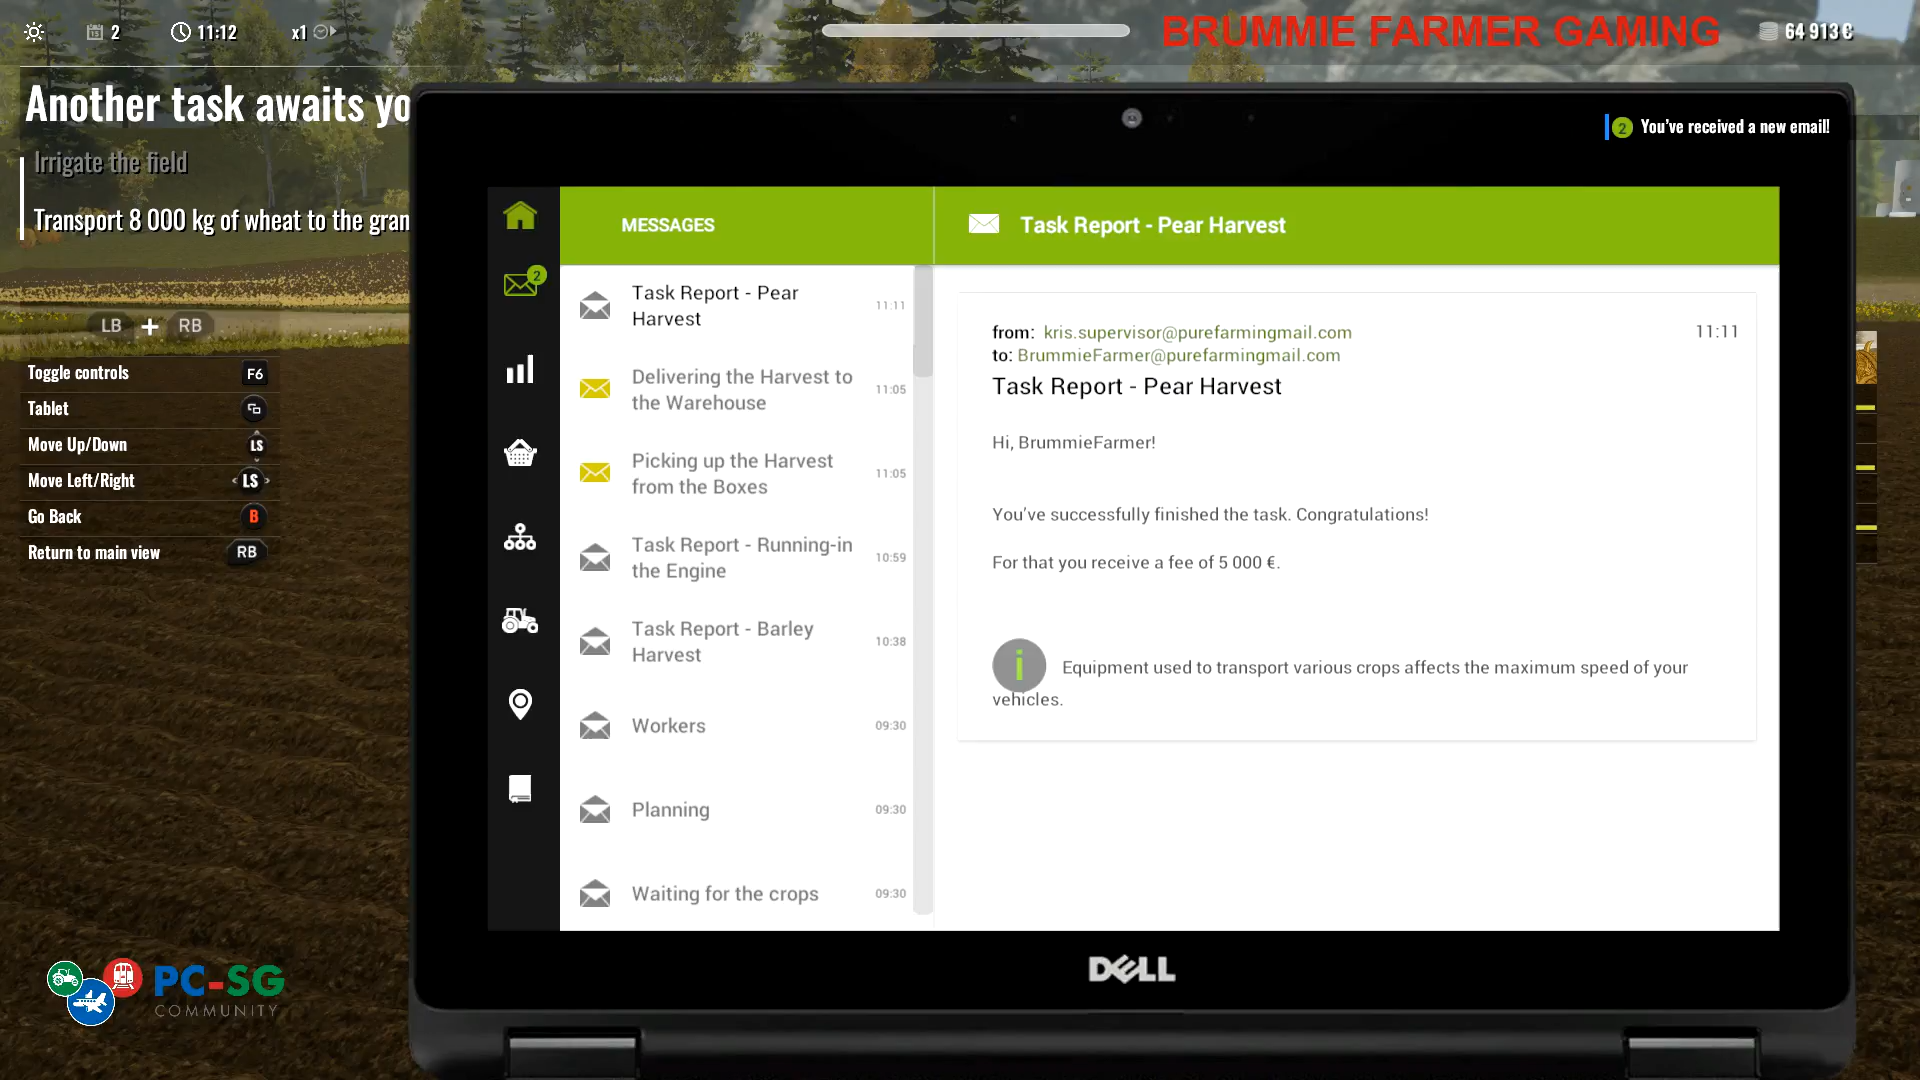 2
11:12
x1
BRUMMIE FARMER GAMING
64 913 €
Another task awaits yo
Irrigate the field
Transport 8 000 kg of wheat to the gran
LB + RB
Toggle controls F6
Tablet
Move Up/Down LS
Move Left/Right < LS >
Go Back B
Return to main view RB
2 You've received a new email!
2
MESSAGES
Task Report - Pear
Harvest
11:11
Delivering the Harvest to
the Warehouse
11:05
Picking up the Harvest
from the Boxes
11:05
Task Report - Running-in
the Engine
10:59
Task Report - Barley
Harvest
10:38
Workers 09:30
Planning 09:30
Waiting for the crops 09:30
Task Report - Pear Harvest
from: kris.supervisor@purefarmingmail.com 11:11
to: BrummieFarmer@purefarmingmail.com
Task Report - Pear Harvest
Hi, BrummieFarmer!
You've successfully finished the task. Congratulations!
For that you receive a fee of 5 000 €.
i Equipment used to transport various crops affects the maximum speed of your
vehicles.
DELL
PC-SG
COMMUNITY